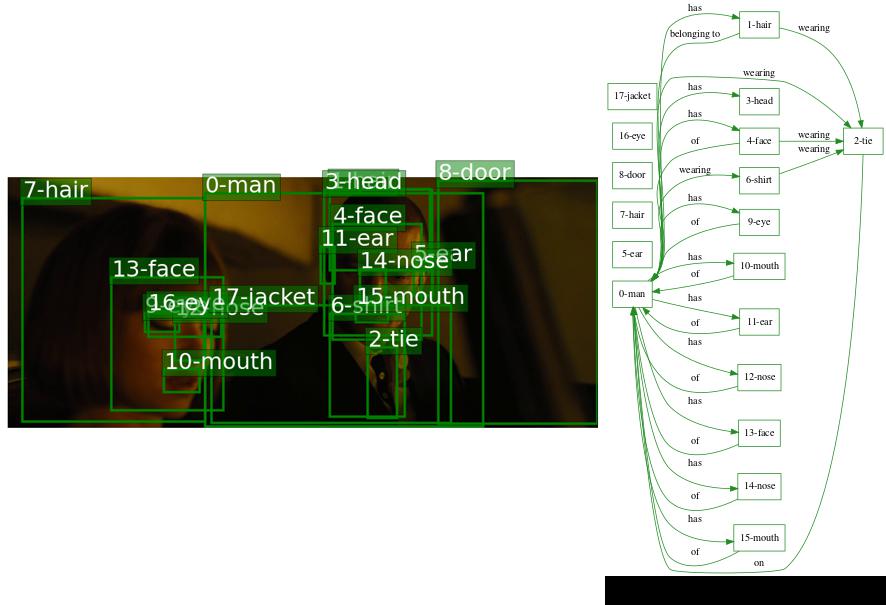 7-hair
0-man
3-head
8-door
4-face
11-ear
5-ear
14-nose
13-face
16-eye
17-jacket
12-nose
15-mouth
6-shirt
2-tie
10-mouth
has
1-hair
belonging to
wearing
wearing
17-jacket
has
3-head
16-eye
has
4-face
wearing
2-tie
of
wearing
8-door
wearing
6-shirt
7-hair
has
9-eye
of
5-ear
has
10-mouth
of
0-man
has
11-ear
of
has
12-nose
of
has
13-face
of
has
14-nose
of
has
15-mouth
of
on